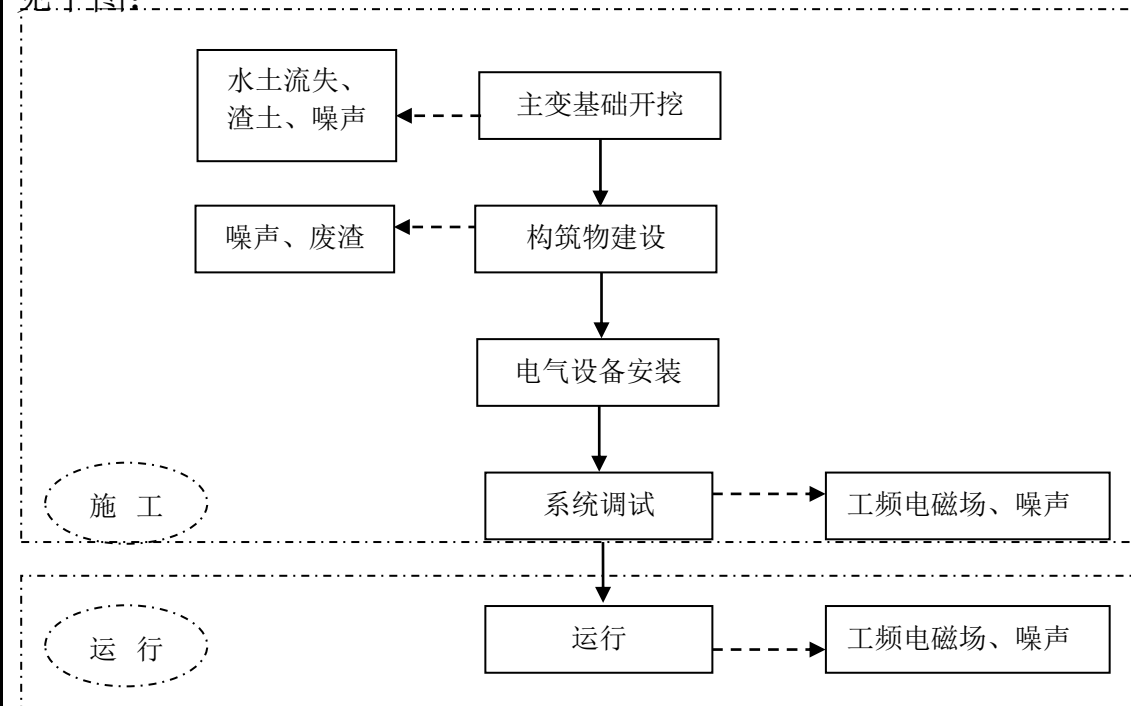 水土流失、
渣土、噪声
主变基础开挖
噪声、废渣
构筑物建设
电气设备安装
施 工
系统调试
工频电磁场、噪声
运 行
运行
工频电磁场、噪声